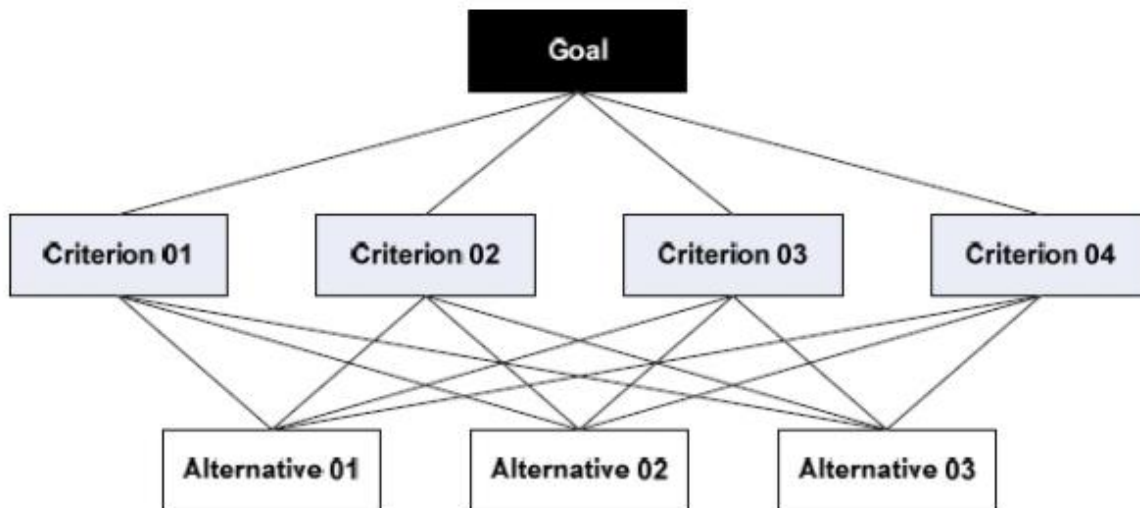 Goal
Criterion 01
Criterion 02
Criterion 03
Criterion 04
Alternative 01
Alternative 02
Alternative 03